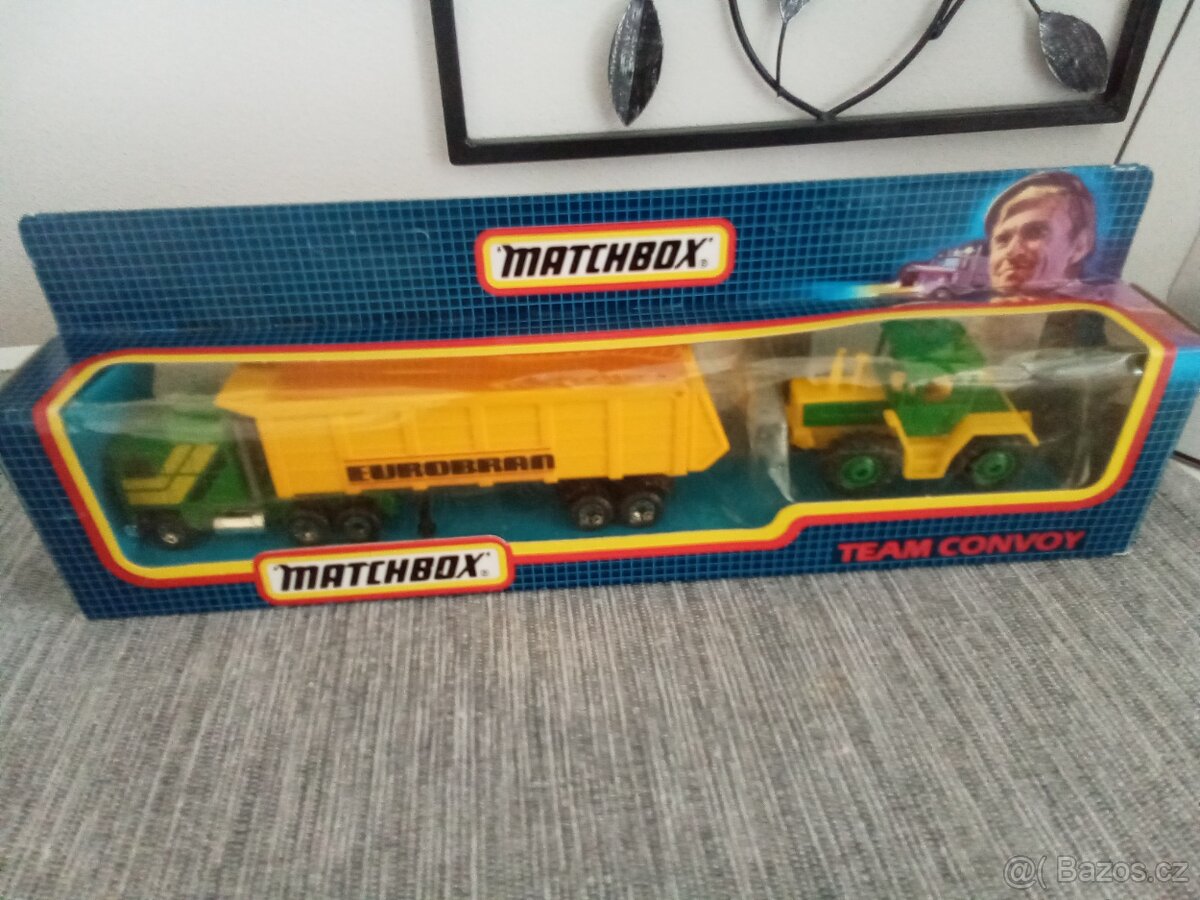 "MATCHBOX"®
EUROBRAN
"MATCHBOX"®
TEAM CONVOY
@( Bazos.cz